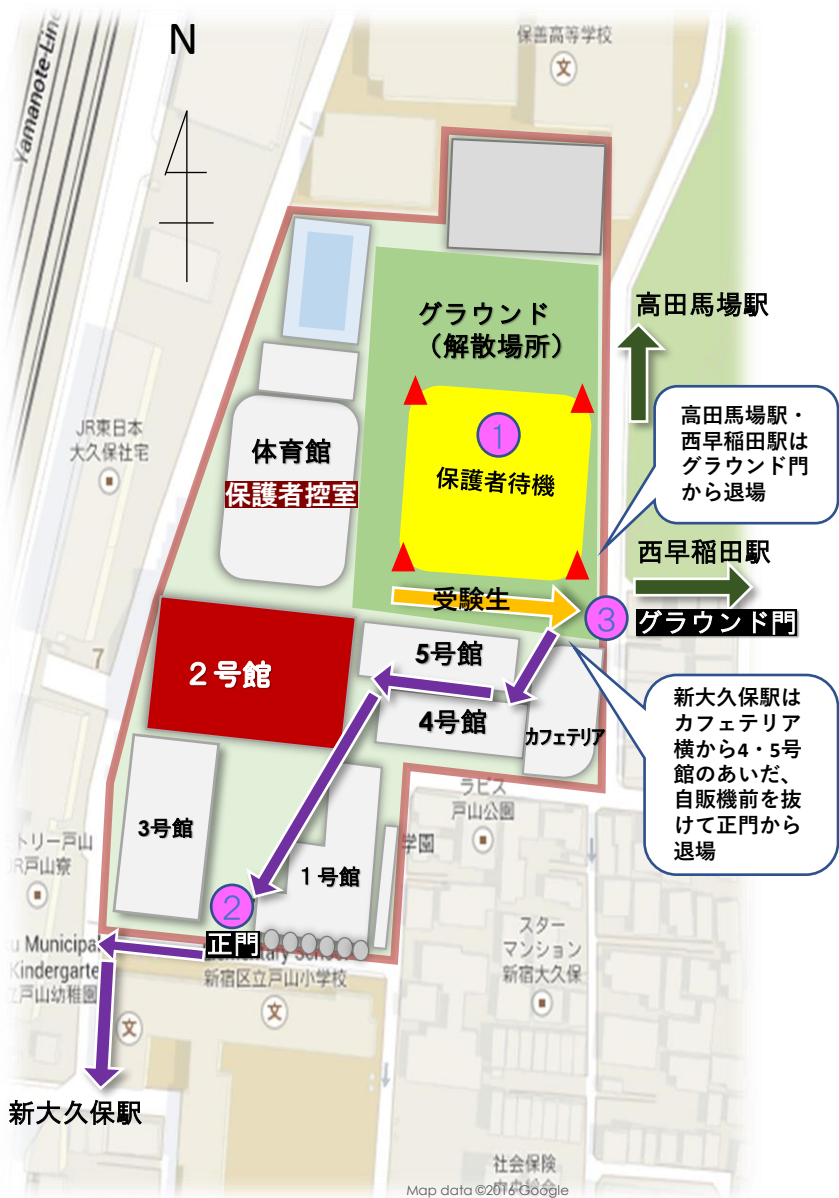 N
保善高等学校
文
Yamanote Line
高田馬場駅
グラウンド
（解散場所）
高田馬場駅・
西早稲田駅は
グラウンド門
から退場
JR東日本
大久保社宅
体育館
保護者控室
①
保護者待機
西早稲田駅
受験生
③
グラウンド門
２号館
5号館
4号館
カフェテリア
7
新大久保駅は
カフェテリア
横から4・5号
館のあいだ、
自販機前を抜
けて正門から
退場
ラビス
戸山公園
3号館
１号館
学園
トリー戸山
JR戸山寮
②
正門
スター
マンション
新宿大久保
Municipal
Kindergarte
立戸山幼稚園
School
新宿区立戸山小学校
文
文
新大久保駅
社会保険
Map data ©2016 Google